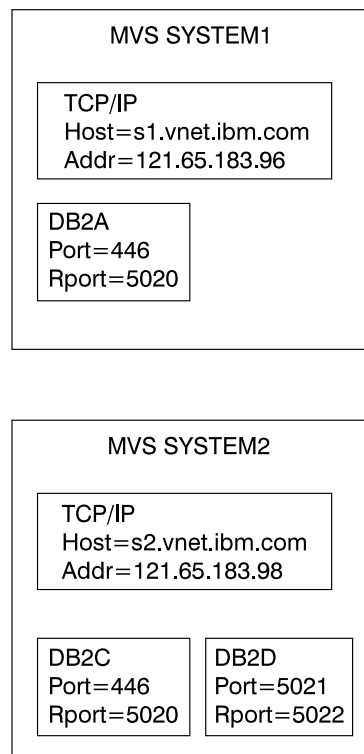 MVS SYSTEM1
TCP/IP
Host=s1.vnet.ibm.com
Addr=121.65.183.96
DB2A
Port=446
Rport=5020
MVS SYSTEM2
TCP/IP
Host=s2.vnet.ibm.com
Addr=121.65.183.98
DB2C
Port=446
Rport=5020
DB2D
Port=5021
Rport=5022